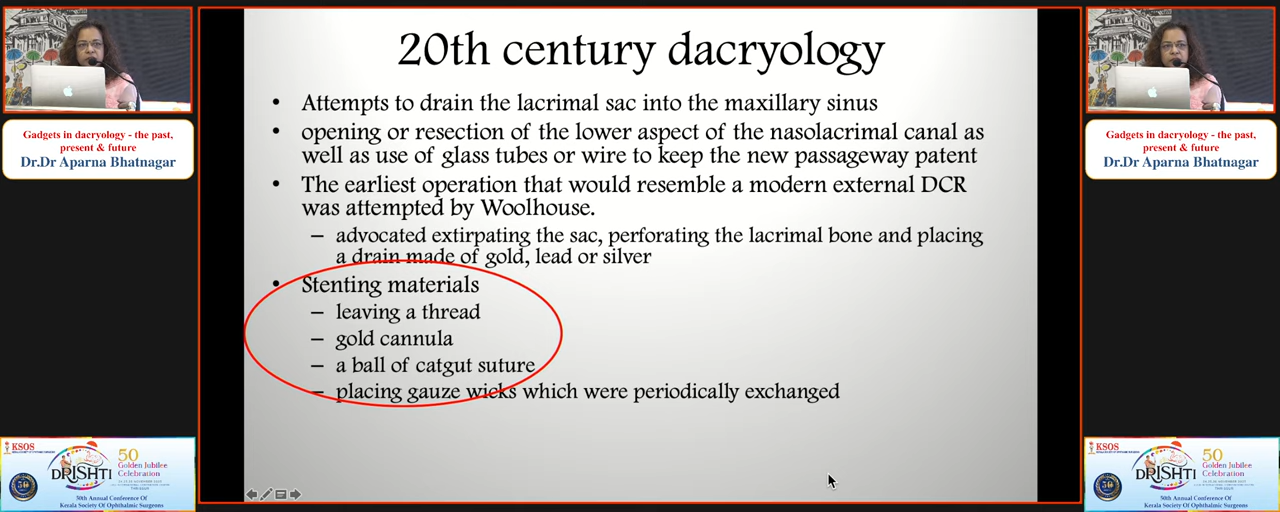 20th century dacryology
• Attempts to drain the lacrimal sac into the maxillary sinus
• opening or resection of the lower aspect of the nasolacrimal canal as
well as use of glass tubes or wire to keep the new passageway patent
• The earliest operation that would resemble a modern external DCR
was attempted by Woolhouse.
– advocated extirpating the sac, perforating the lacrimal bone and placing
a drain made of gold, lead or silver
• Stenting materials
– leaving a thread
– gold cannula
– a ball of catgut suture
– placing gauze wicks which were periodically exchanged
Gadgets in dacryology - the past,
present & future
Dr.Dr Aparna Bhatnagar
KSOS
50
Golden Jubilee
Celebration
DRISHTI
50th Annual Conference Of
Kerala Society Of Ophthalmic Surgeons
Gadgets in dacryology - the past,
present & future
Dr.Dr Aparna Bhatnagar
KSOS
50
Golden Jubilee
Celebration
DRISHTI
50th Annual Conference Of
Kerala Society Of Ophthalmic Surgeons